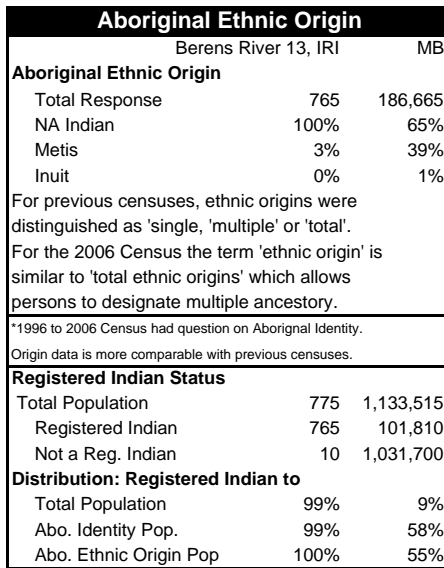 Aboriginal Ethnic Origin
Berens River 13, IRI MB
Aboriginal Ethnic Origin
Total Response 765 186,665
NA Indian 100% 65%
Metis 3% 39%
Inuit 0% 1%
For previous censuses, ethnic origins were
distinguished as 'single, 'multiple' or 'total'.
For the 2006 Census the term 'ethnic origin' is
similar to 'total ethnic origins' which allows
persons to designate multiple ancestory.
*1996 to 2006 Census had question on Aborignal Identity.
Origin data is more comparable with previous censuses.
Registered Indian Status
Total Population 775 1,133,515
Registered Indian 765 101,810
Not a Reg. Indian 10 1,031,700
Distribution: Registered Indian to
Total Population 99% 9%
Abo. Identity Pop. 99% 58%
Abo. Ethnic Origin Pop 100% 55%